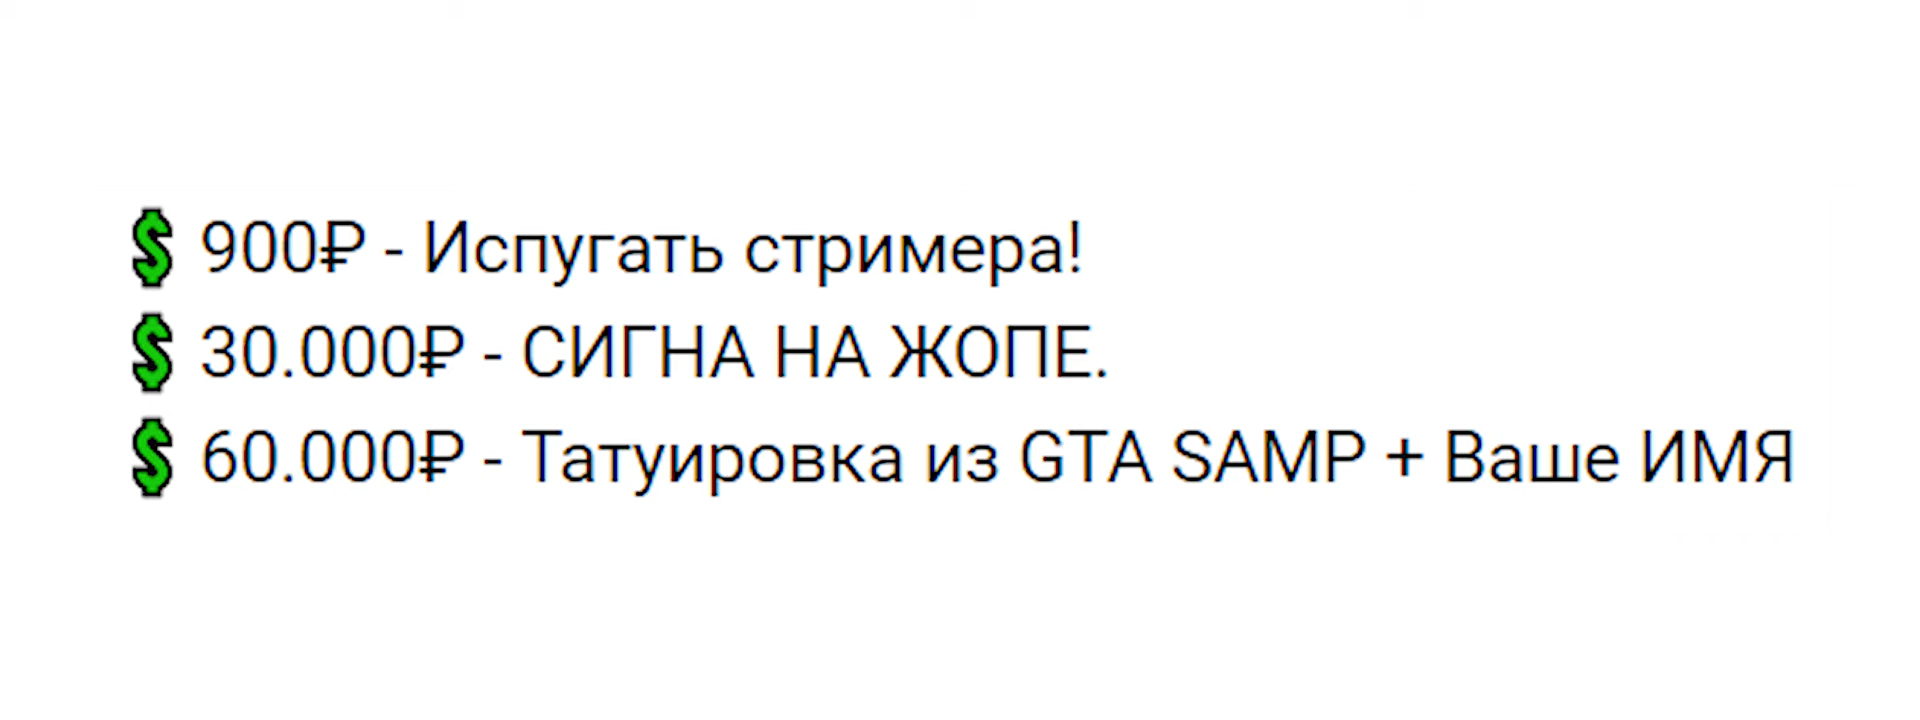 💲 900₽ - Испугать стримера!
💲 30.000₽ - СИГНА НА ЖОПЕ.
💲 60.000₽ - Татуировка из GTA SAMP + Ваше ИМЯ